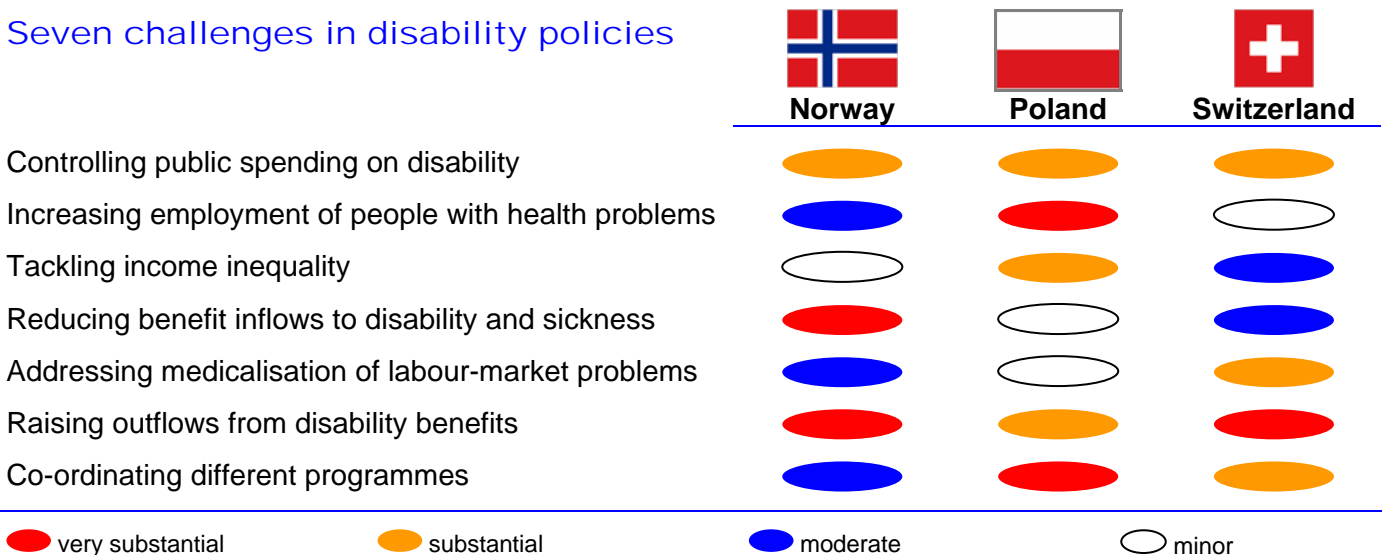 Seven challenges in disability policies
Norway Poland Switzerland
Controlling public spending on disability
Increasing employment of people with health problems
Tackling income inequality
Reducing benefit inflows to disability and sickness
Addressing medicalisation of labour-market problems
Raising outflows from disability benefits
Co-ordinating different programmes
very substantial substantial moderate minor